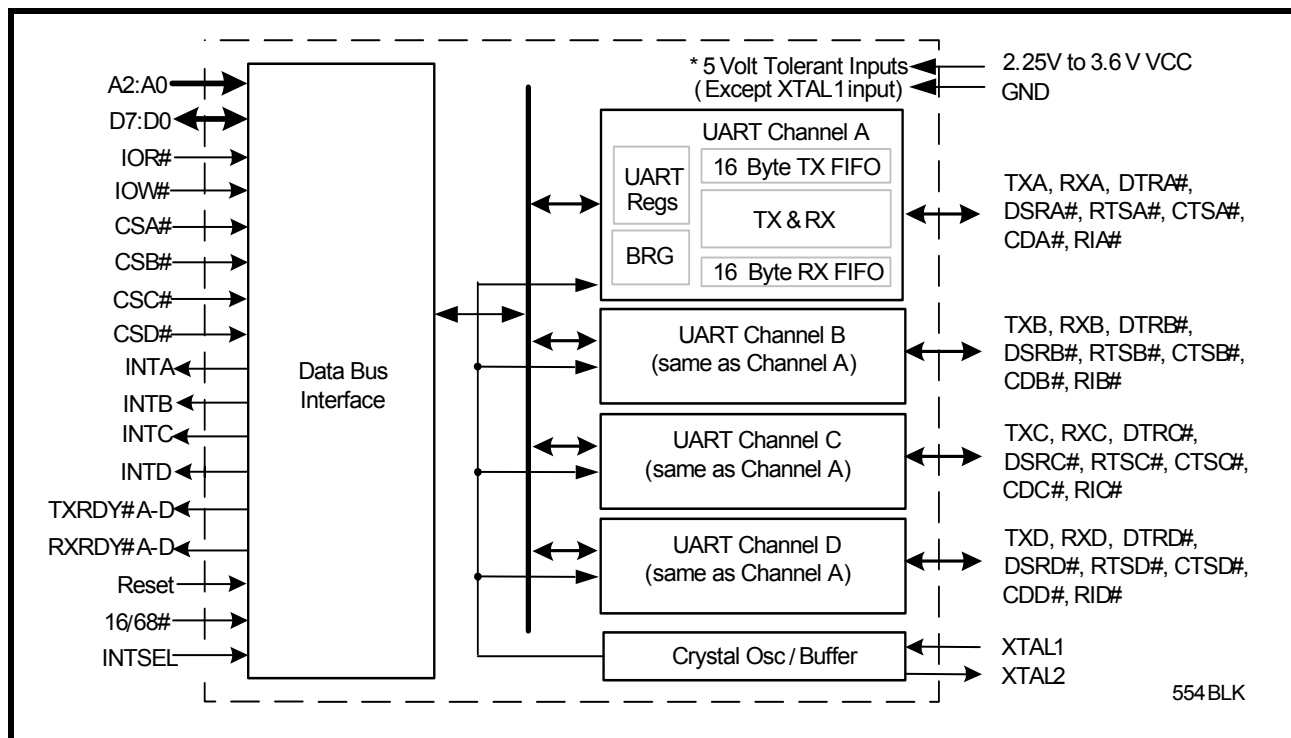 A2:A0
D7:D0
IOR#
IOW#
CSA#
CSB#
CSC#
CSD#
INTA
INTB
INTC
INTD
TXRDY# A-D
RXRDY# A-D
Reset
16/68#
INTSEL
Data Bus
Interface
* 5 Volt Tolerant Inputs
(Except XTAL1 input)
UART Channel A
UART
Regs
BRG
16 Byte TX FIFO
TX & RX
16 Byte RX FIFO
UART Channel B
(same as Channel A)
UART Channel C
(same as Channel A)
UART Channel D
(same as Channel A)
Crystal Osc / Buffer
2.25V to 3.6 V VCC
GND
TXA, RXA, DTRA#,
DSRA#, RTSA#, CTSA#,
CDA#, RIA#
TXB, RXB, DTRB#,
DSRB#, RTSB#, CTSB#,
CDB#, RIB#
TXC, RXC, DTRC#,
DSRC#, RTSC#, CTSC#,
CDC#, RIC#
TXD, RXD, DTRD#,
DSRD#, RTSD#, CTSD#,
CDD#, RID#
XTAL1
XTAL2
554 BLK